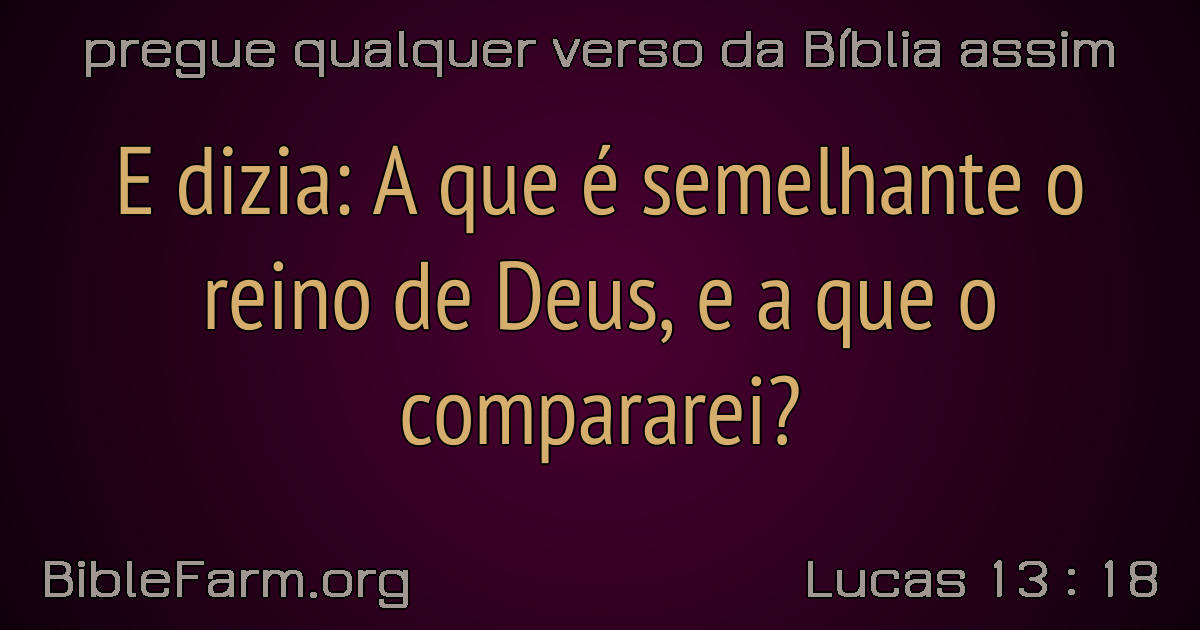 pregue qualquer verso da Bíblia assim
E dizia: A que é semelhante o
reino de Deus, e a que o
compararei?
BibleFarm.org
Lucas 13 : 18